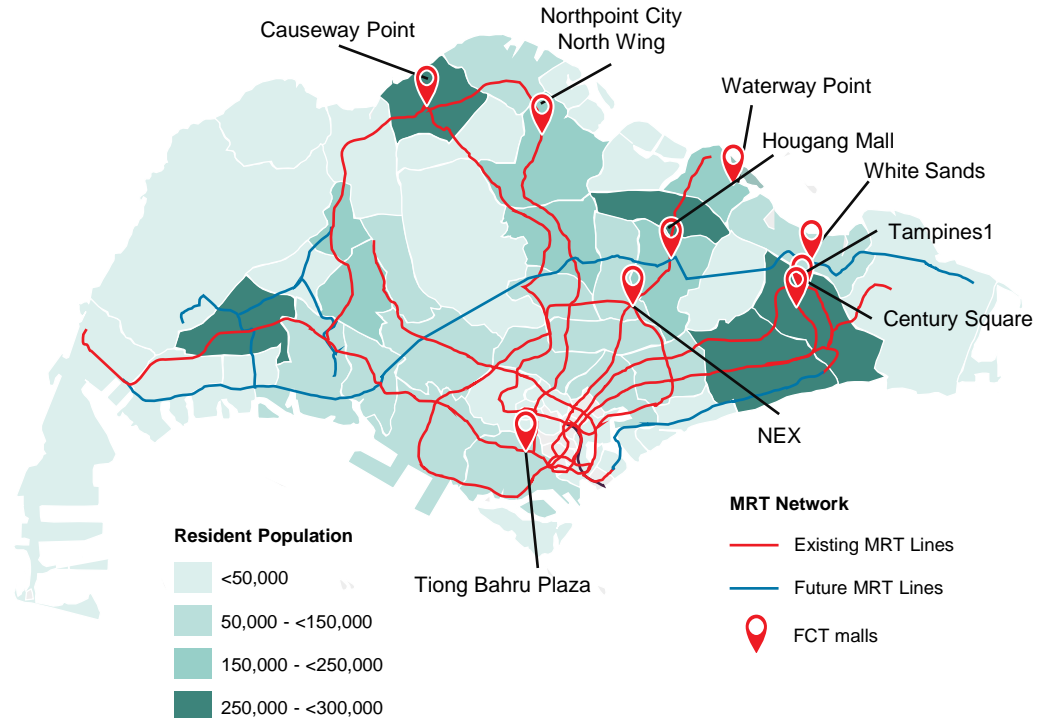 Northpoint City
North Wing
Causeway Point
Waterway Point
Hougang Mall
White Sands
Tampines1
Century Square
NEX
Tiong Bahru Plaza
Resident Population
<50,000
50,000 - <150,000
150,000 - <250,000
250,000 - <300,000
MRT Network
Existing MRT Lines
Future MRT Lines
FCT malls